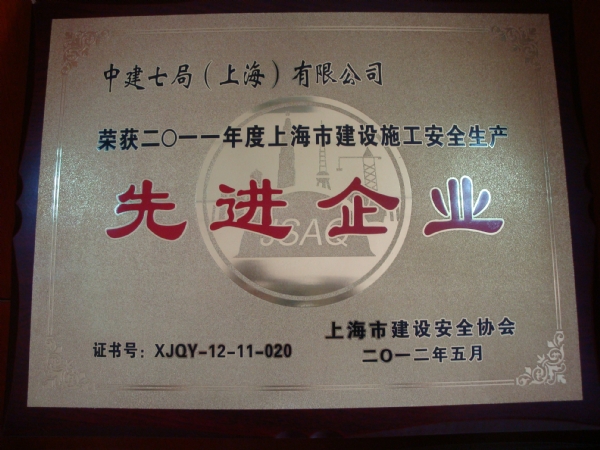 中建七局（上海）有限公司
荣获二〇一一年度上海市建设施工安全生产
先进企业
JSAQ
证书号：XJQY-12-11-020
上海市建设安全协会
二〇一二年五月